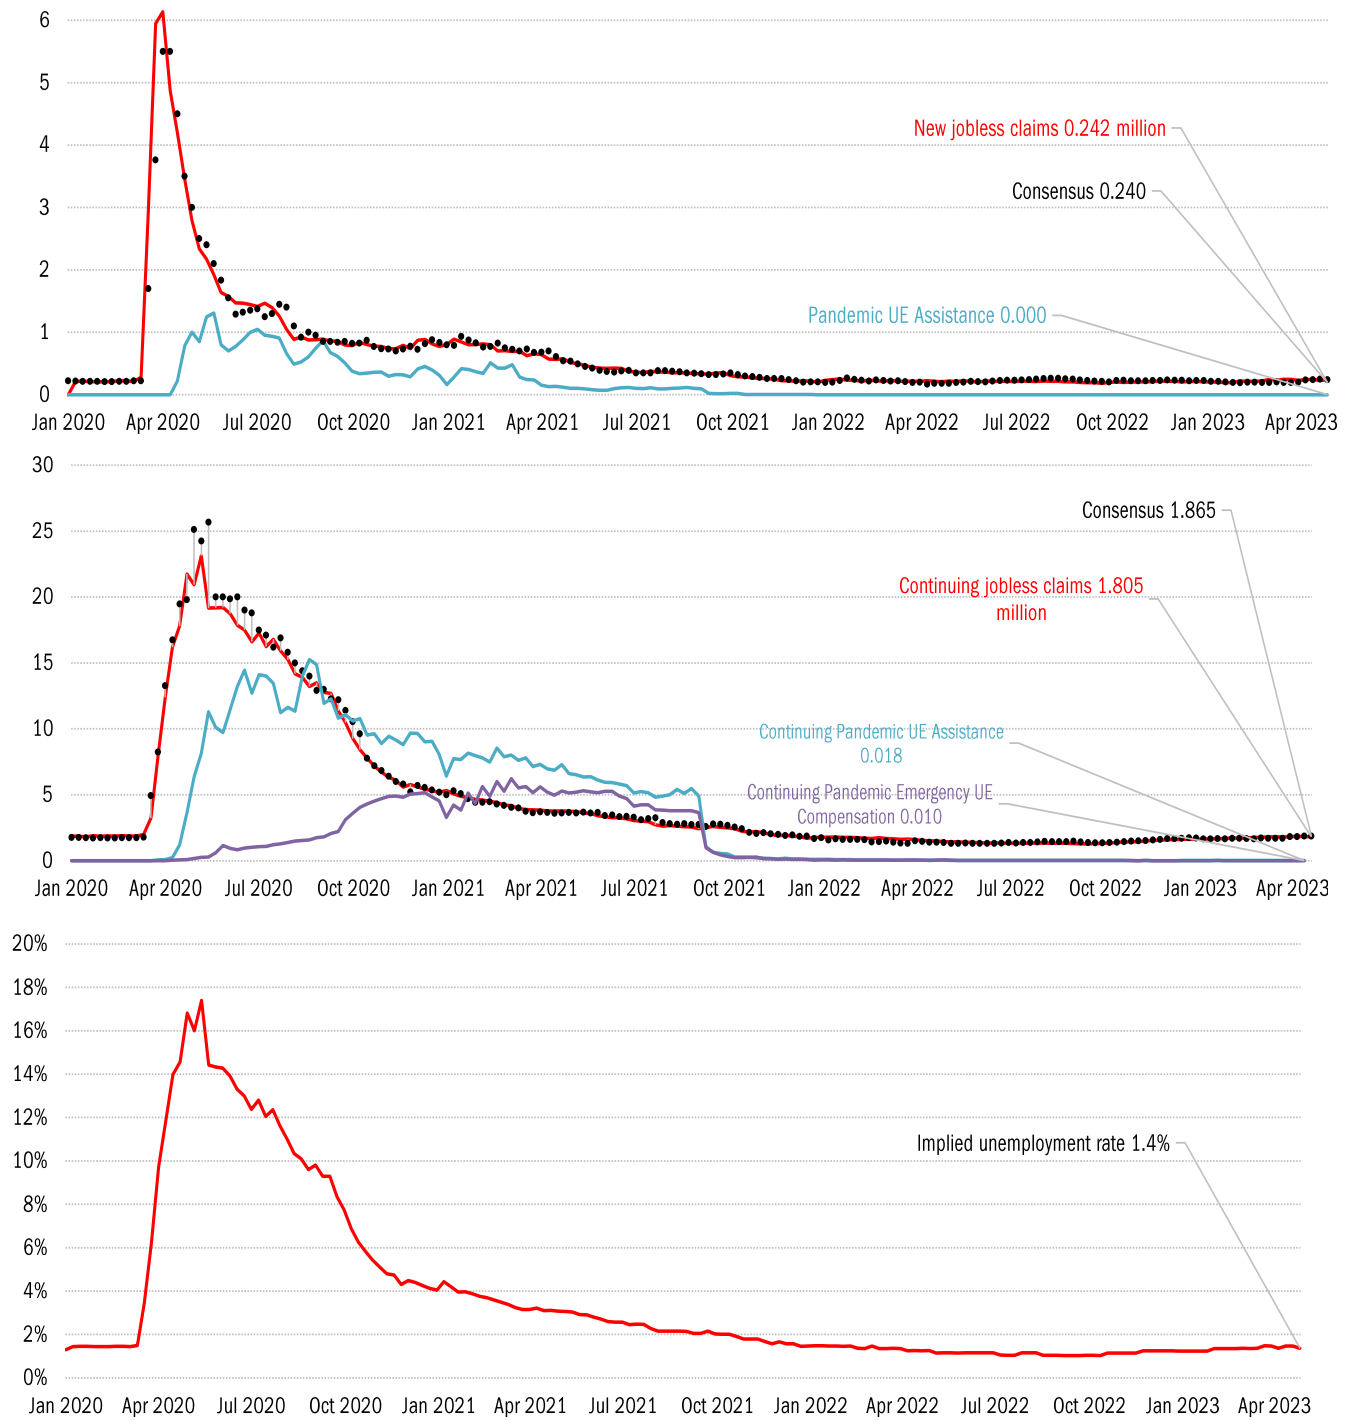 6
5
4
3
2
1
0
New jobless claims 0.242 million
Consensus 0.240
Pandemic UE Assistance 0.000
Jan 2020 Apr 2020 Jul 2020 Oct 2020 Jan 2021 Apr 2021 Jul 2021 Oct 2021 Jan 2022 Apr 2022 Jul 2022 Oct 2022 Jan 2023 Apr 2023
30
25
20
15
10
5
0
Consensus 1.865
Continuing jobless claims 1.805
million
Continuing Pandemic UE Assistance
0.018
Continuing Pandemic Emergency UE
Compensation 0.010
Jan 2020 Apr 2020 Jul 2020 Oct 2020 Jan 2021 Apr 2021 Jul 2021 Oct 2021 Jan 2022 Apr 2022 Jul 2022 Oct 2022 Jan 2023 Apr 2023
20%
18%
16%
14%
12%
10%
8%
6%
4%
2%
0%
Implied unemployment rate 1.4%
Jan 2020 Apr 2020 Jul 2020 Oct 2020 Jan 2021 Apr 2021 Jul 2021 Oct 2021 Jan 2022 Apr 2022 Jul 2022 Oct 2022 Jan 2023 Apr 2023